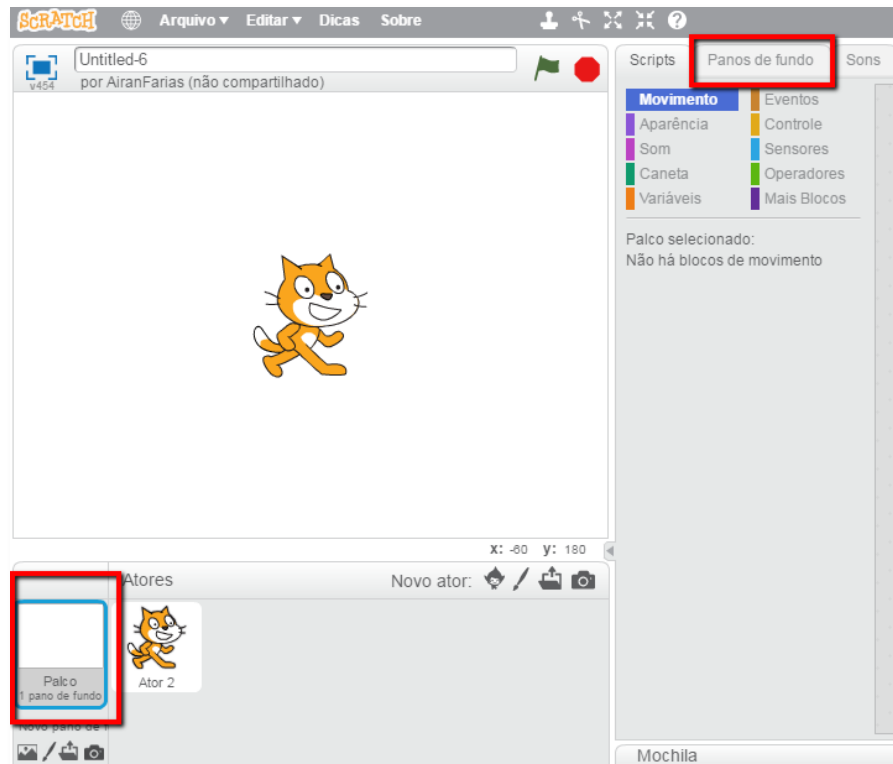 SCRATCH Arquivo Editar Dicas Sobre
Untitled-6
v454
por AiranFarias (não compartilhado)
Scripts Panos de fundo Sons
Movimento Eventos
Aparência Controle
Som Sensores
Caneta Operadores
Variáveis Mais Blocos
Palco selecionado:
Não há blocos de movimento
x: -60 y: 180
Atores Novo ator:
Palco
1 pano de fundo
Ator 2
Novo pano de
Mochila